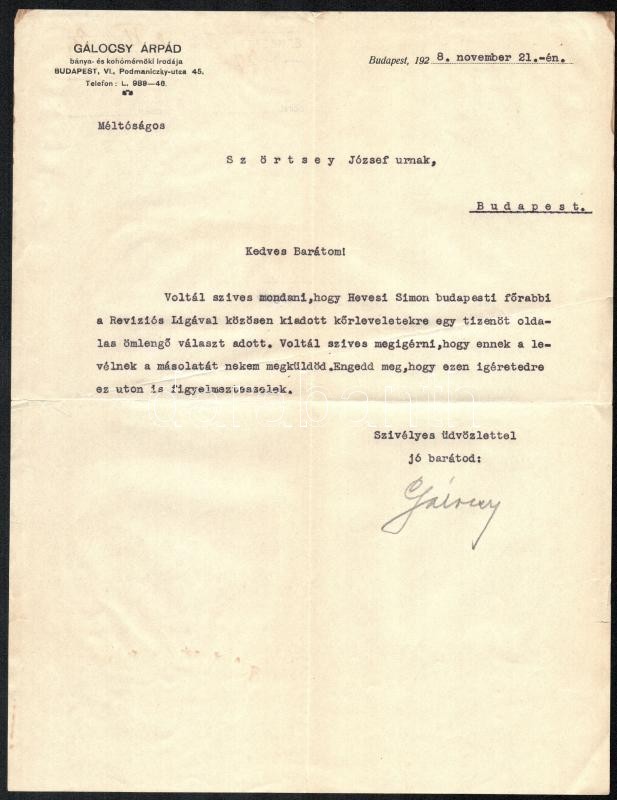 GÁLOCSY ÁRPÁD
bánya- és kohómérnöki irodája
BUDAPEST, VI., Podmaniczky-utca 45.
Telefon: L. 989—46.
Budapest, 1928. november 21.-én.
Méltóságos
Sz örtsey József urnak,
Budapest.
Kedves Barátom!
Voltál szives mondani,hogy Hevesi Simon budapesti főrabbi
a Reviziós Ligával közösen kiadott kőrleveletekre egy tizenöt olda-
las ömlengő választ adott. Voltál szives megigérni,hogy ennek a le-
vélnek a másolatát nekem megküldöd.Engedd meg,hogy ezen igéretedre
ez uton is figyelmeztesselek.
Szivélyes üdvözlettel
jó barátod:
Gálocsy